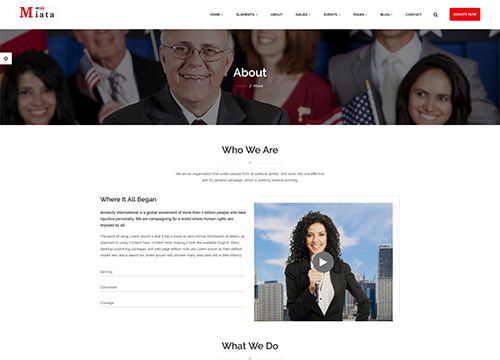 Miata
HOME ELEMENTS ABOUT ISSUES EVENTS PAGES BLOG CONTACT DONATE NOW
About
Home // About
Who We Are
We are an organisation that unites people from all political parties, and more, into one effective
and did ground campaign, which is working towards winning.
Where It All Began
Amnesty International is a global movement of more than 7 million people who take
injustice personally. We are campaigning for a world where human rights are
enjoyed by all.
The point of using Lorem Ipsum is that it has a more-or-less normal distribution of letters, as
opposed to using 'Content here, content here', making it look like readable English. Many
desktop publishing packages and web page editors now use Lorem Ipsum as their default
model text, and a search for 'lorem ipsum' will uncover many web sites still in their infancy.
Serving
Conviction
Courage
What We Do